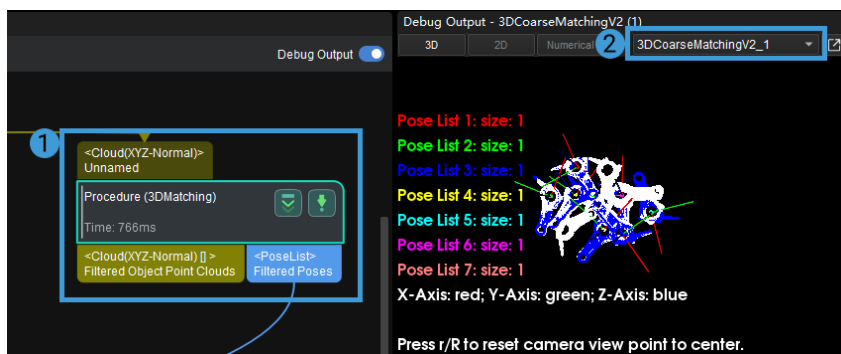 Debug Output
1
<Cloud(XYZ-Normal)>
Unnamed
Procedure (3DMatching)
Time: 766ms
<Cloud(XYZ-Normal) [] >
Filtered Object Point Clouds
<PoseList>
Filtered Poses
Debug Output - 3DCoarseMatchingV2 (1)
3D
2D
Numerical
2
3DCoarseMatchingV2_1
Pose List 1: size: 1
Pose List 2: size: 1
Pose List 3: size: 1
Pose List 4: size: 1
Pose List 5: size: 1
Pose List 6: size: 1
Pose List 7: size: 1
X-Axis: red; Y-Axis: green; Z-Axis: blue
Press r/R to reset camera view point to center.